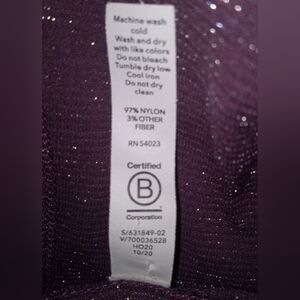 Machine wash
cold
Wash and dry
with like colors
Do not bleach
Tumble dry low
Cool iron
Do not dry
clean
97% NYLON
3% OTHER
FIBER
RN 54023
Certified
B
Corporation
S/631849-02
V/700036528
HO20
10/20